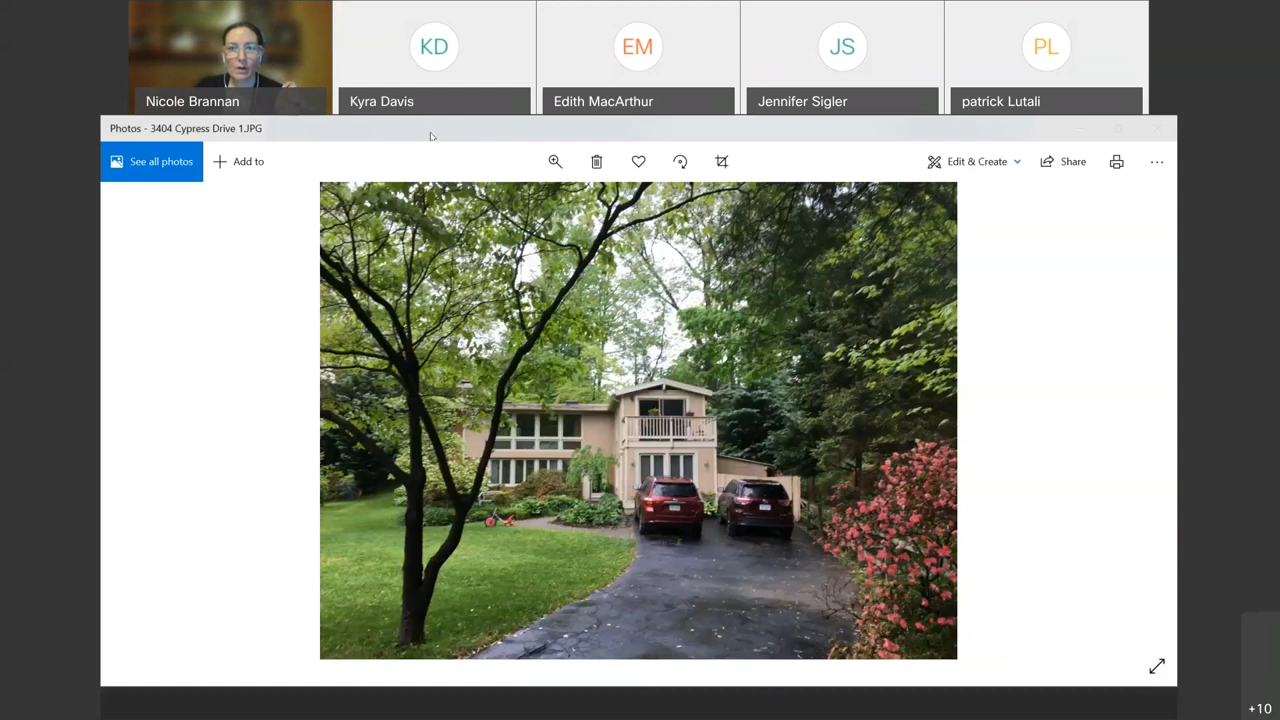 KD
EM
JS
PL
Nicole Brannan
Kyra Davis
Edith MacArthur
Jennifer Sigler
patrick Lutali
Photos - 3404 Cypress Drive 1.JPG
See all photos
Add to
Edit & Create
Share
+10